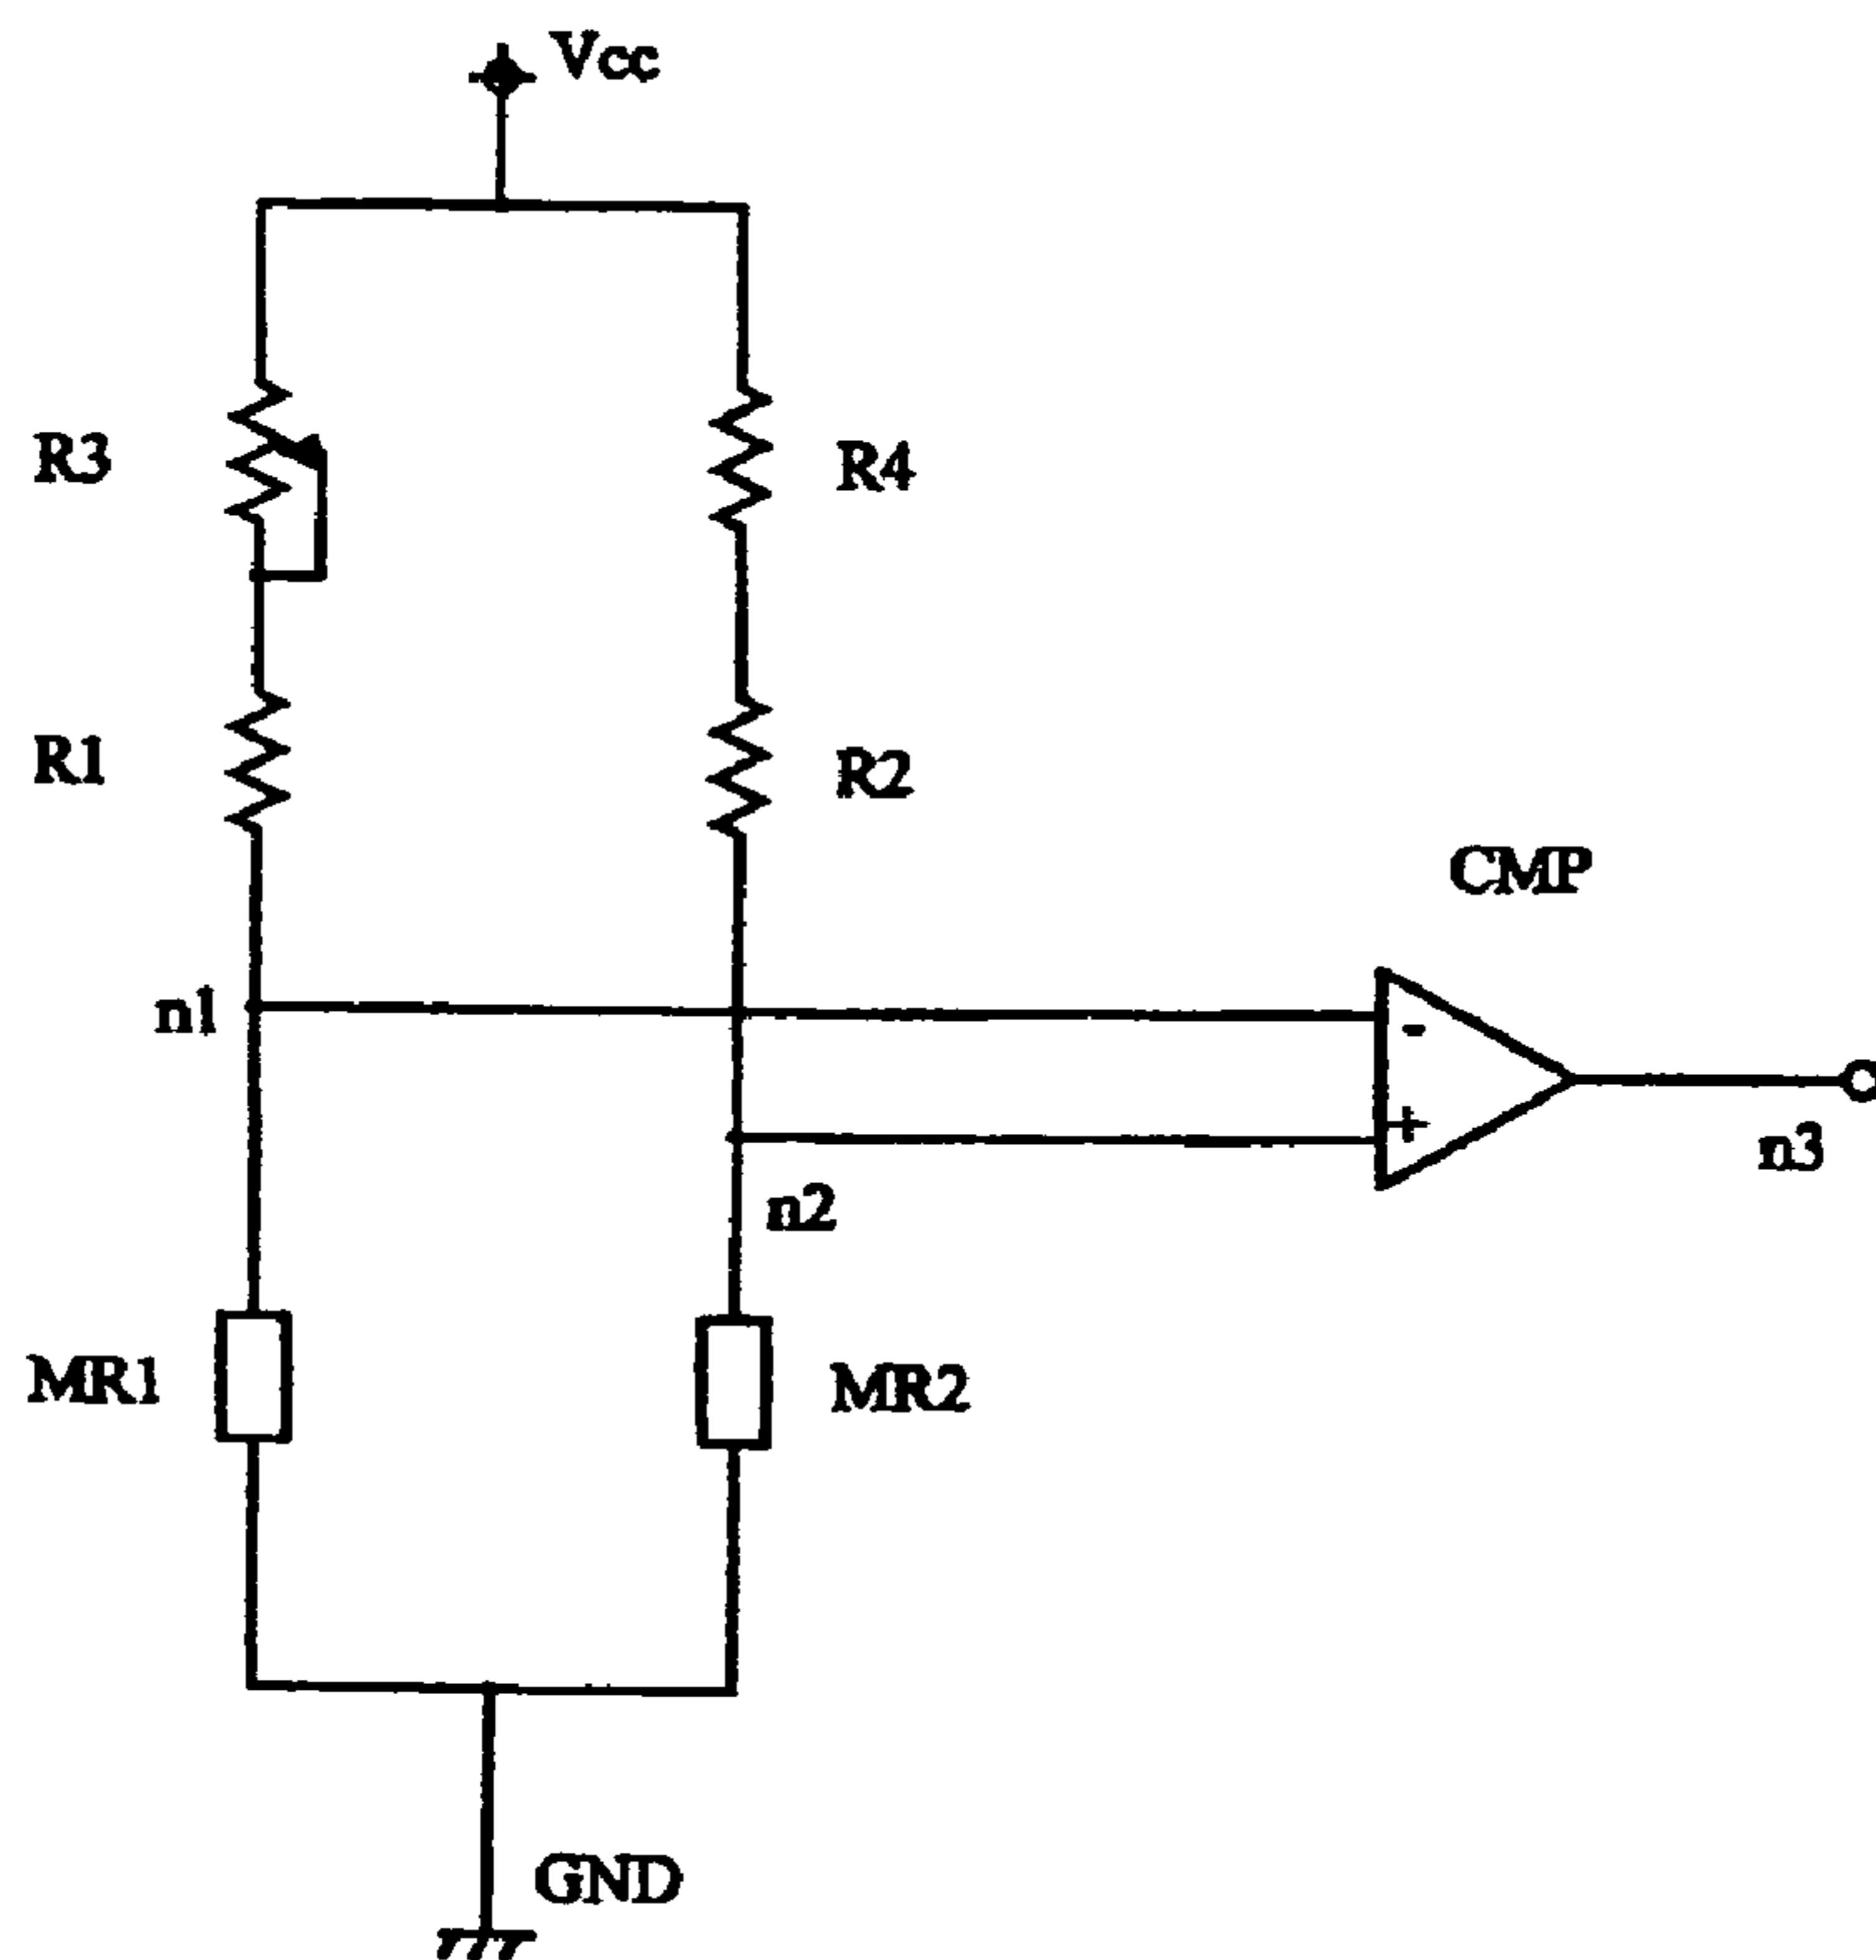 Vcc
R3
R4
R1
R2
CMP
n1
-
+
n3
n2
MR1
MR2
GND